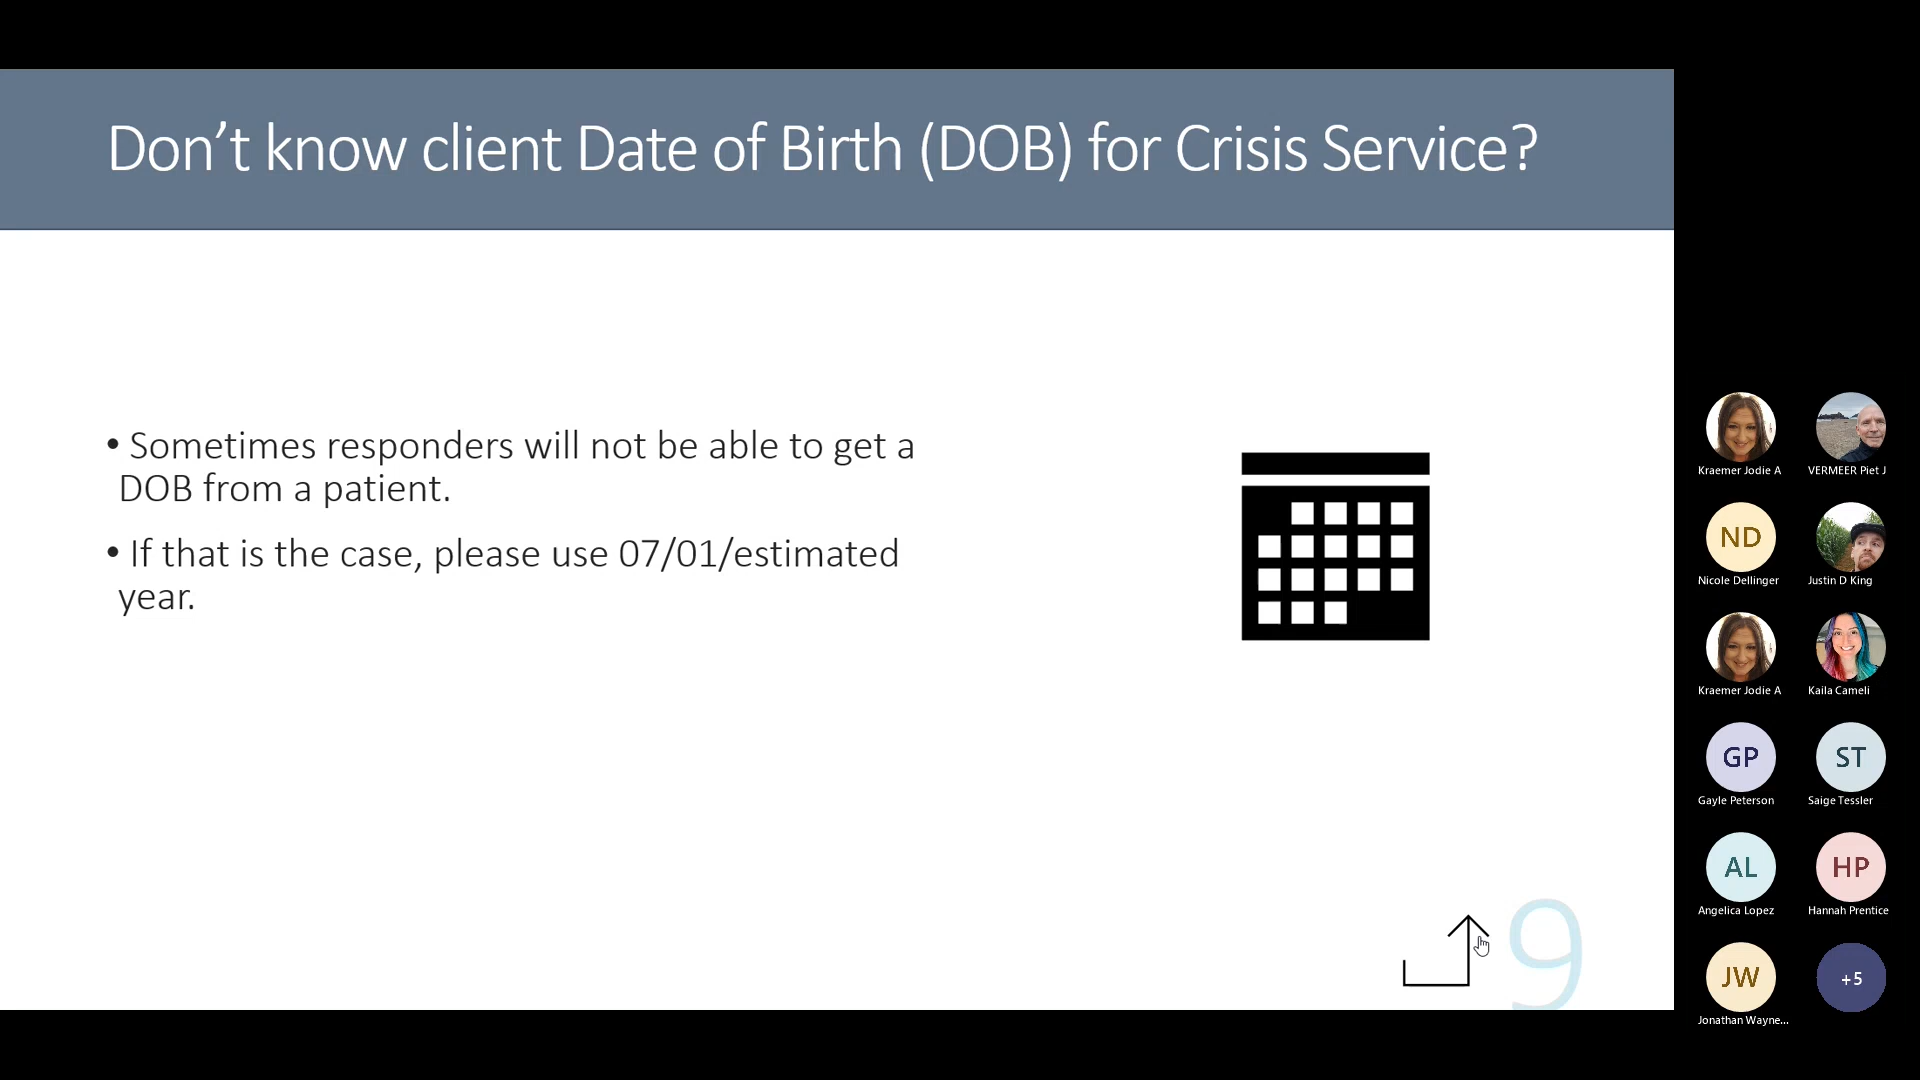 Don’t know client Date of Birth (DOB) for Crisis Service?
• Sometimes responders will not be able to get a
DOB from a patient.
• If that is the case, please use 07/01/estimated
year.
9
Kraemer Jodie A
VERMEER Piet J
ND
Nicole Dellinger
Justin D King
Kraemer Jodie A
Kaila Cameli
GP
Gayle Peterson
ST
Saige Tessler
AL
Angelica Lopez
HP
Hannah Prentice
JW
Jonathan Wayne...
+5